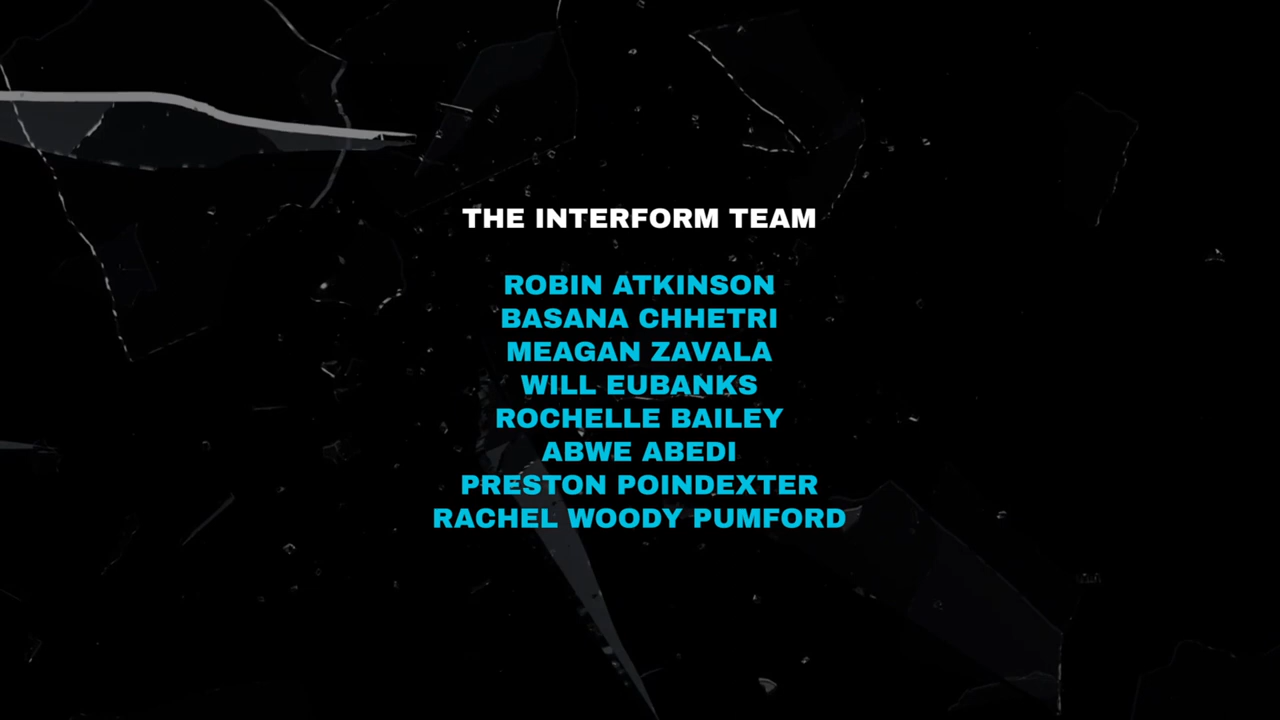 THE INTERFORM TEAM
ROBIN ATKINSON
BASANA CHHETRI
MEAGAN ZAVALA
WILL EUBANKS
ROCHELLE BAILEY
ABWE ABEDI
PRESTON POINDEXTER
RACHEL WOODY PUMFORD